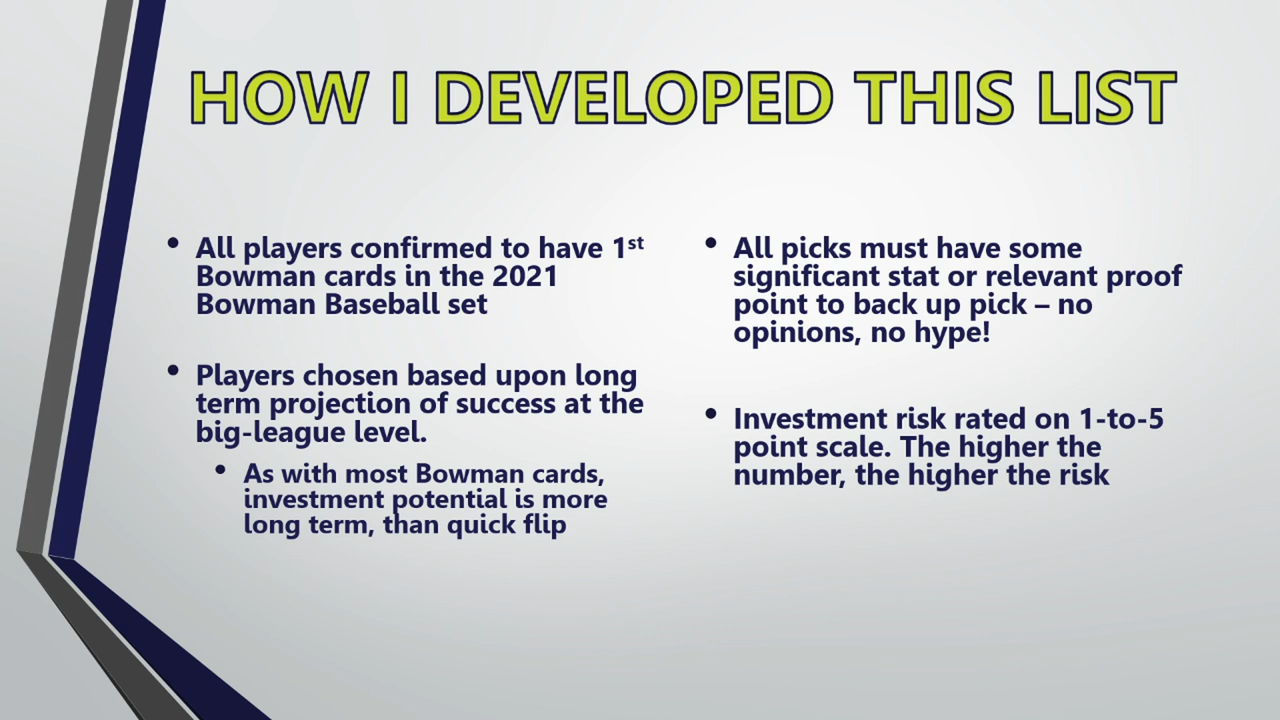 HOW I DEVELOPED THIS LIST
• All players confirmed to have 1st
Bowman cards in the 2021
Bowman Baseball set
• Players chosen based upon long
term projection of success at the
big-league level.
• As with most Bowman cards,
investment potential is more
long term, than quick flip
• All picks must have some
significant stat or relevant proof
point to back up pick – no
opinions, no hype!
• Investment risk rated on 1-to-5
point scale. The higher the
number, the higher the risk